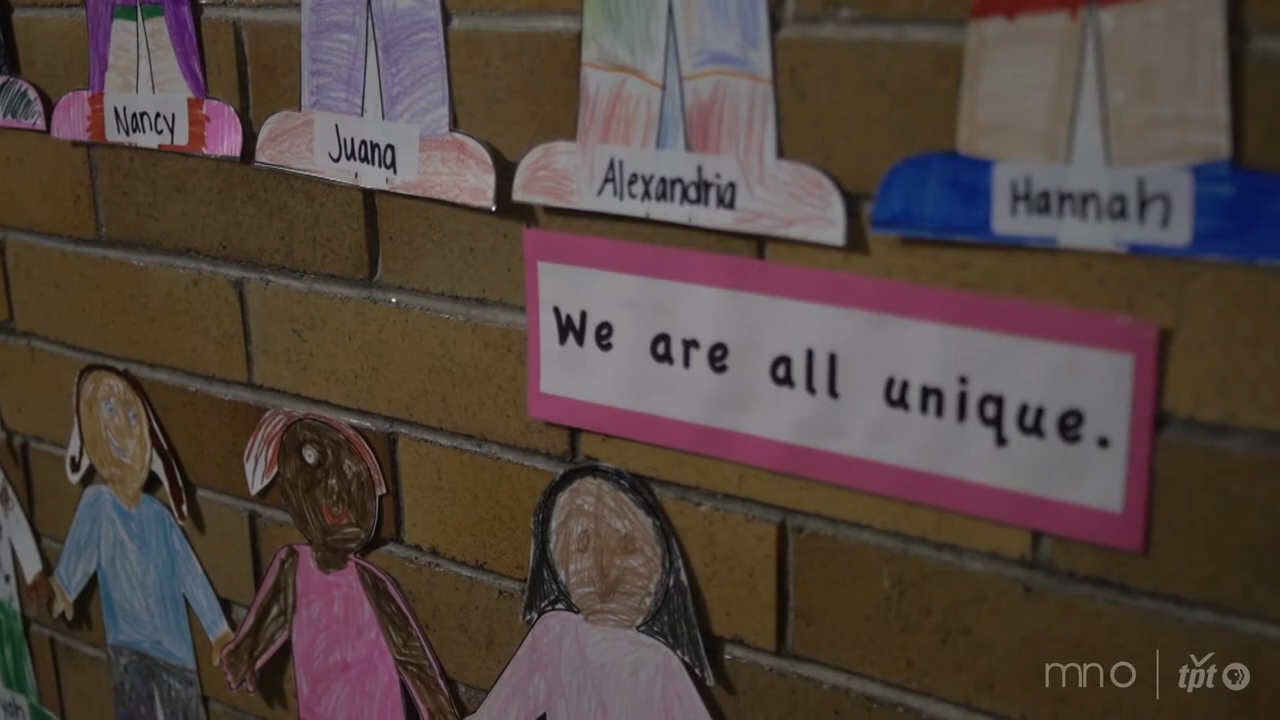 Nancy
Juana
Alexandria
Hannah
We are all unique.
mno
tpt